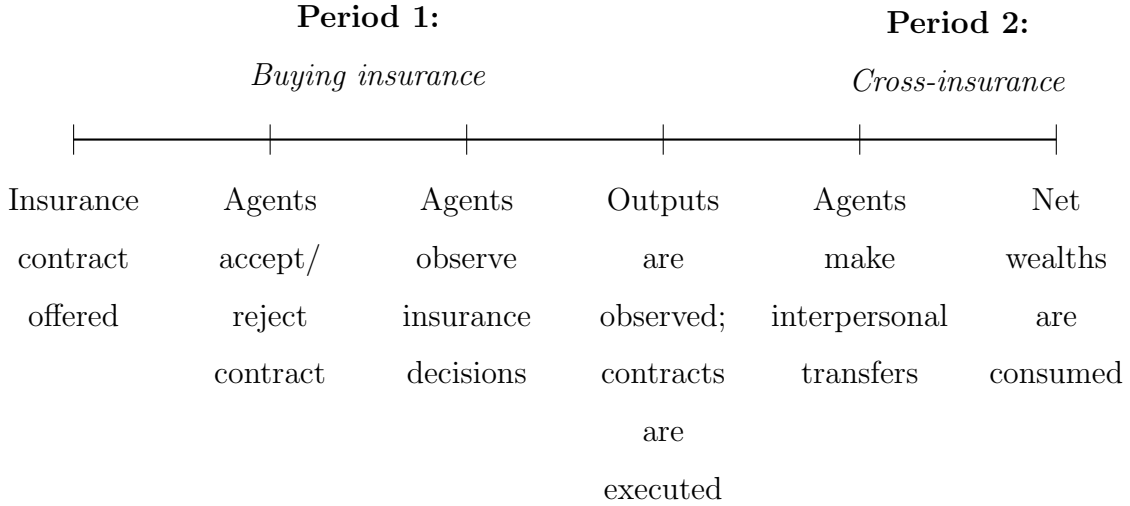 Period 1:
Buying insurance
Period 2:
Cross-insurance
Insurance
contract
offered
Agents
accept/
reject
contract
Agents
observe
insurance
decisions
Outputs
are
observed;
contracts
are
executed
Agents
make
interpersonal
transfers
Net
wealths
are
consumed